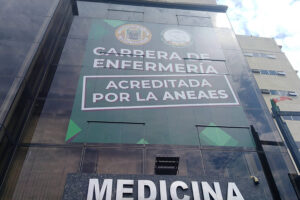 CARRERA DE
ENFERMERÍA
ACREDITADA
POR LA ANEAES
MEDICINA